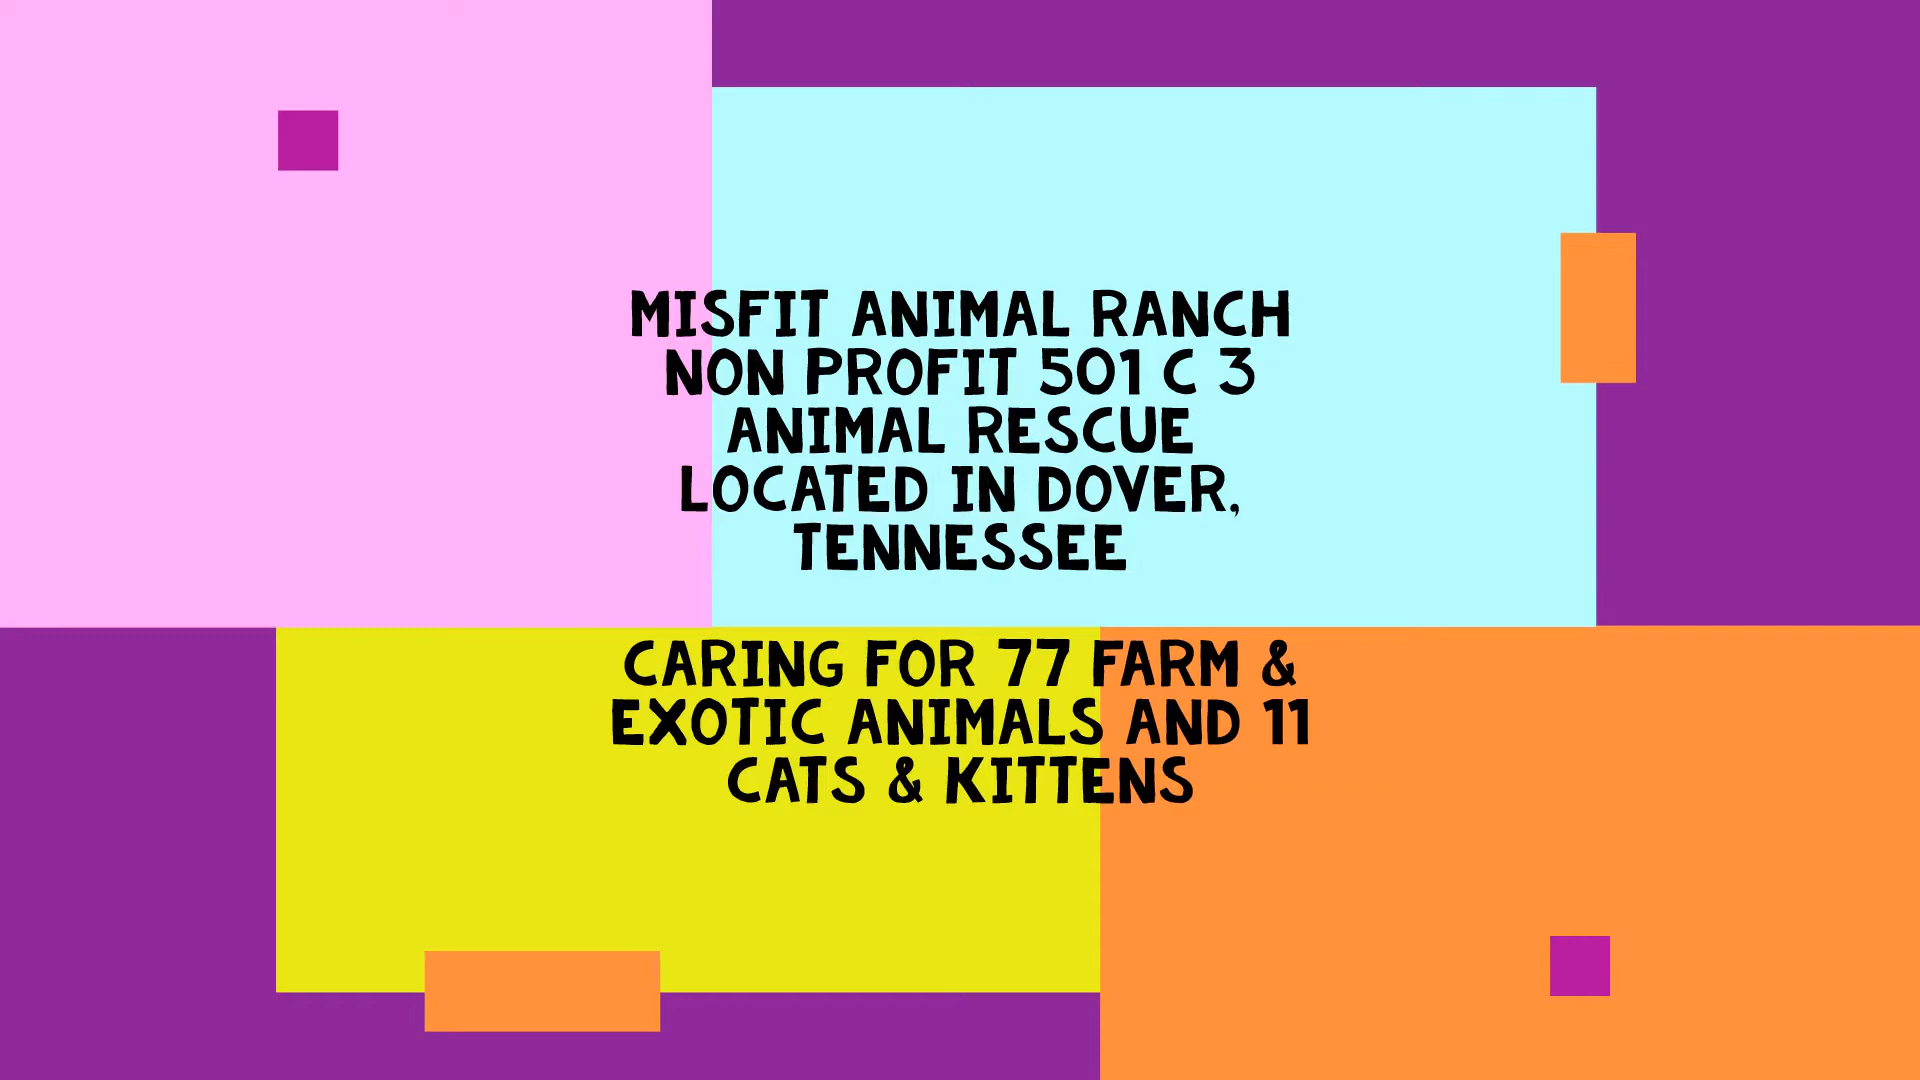 MISFIT ANIMAL RANCH
NON PROFIT 501 C 3
ANIMAL RESCUE
LOCATED IN DOVER,
TENNESSEE
CARING FOR 77 FARM &
EXOTIC ANIMALS AND 11
CATS & KITTENS